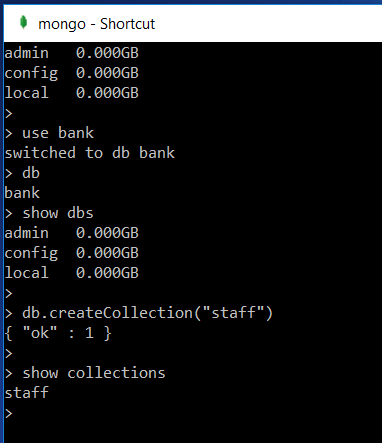 mongo - Shortcut
admin   0.000GB
config  0.000GB
local   0.000GB
>
> use bank
switched to db bank
> db
bank
> show dbs
admin   0.000GB
config  0.000GB
local   0.000GB
>
> db.createCollection("staff")
{ "ok" : 1 }
>
> show collections
staff
>